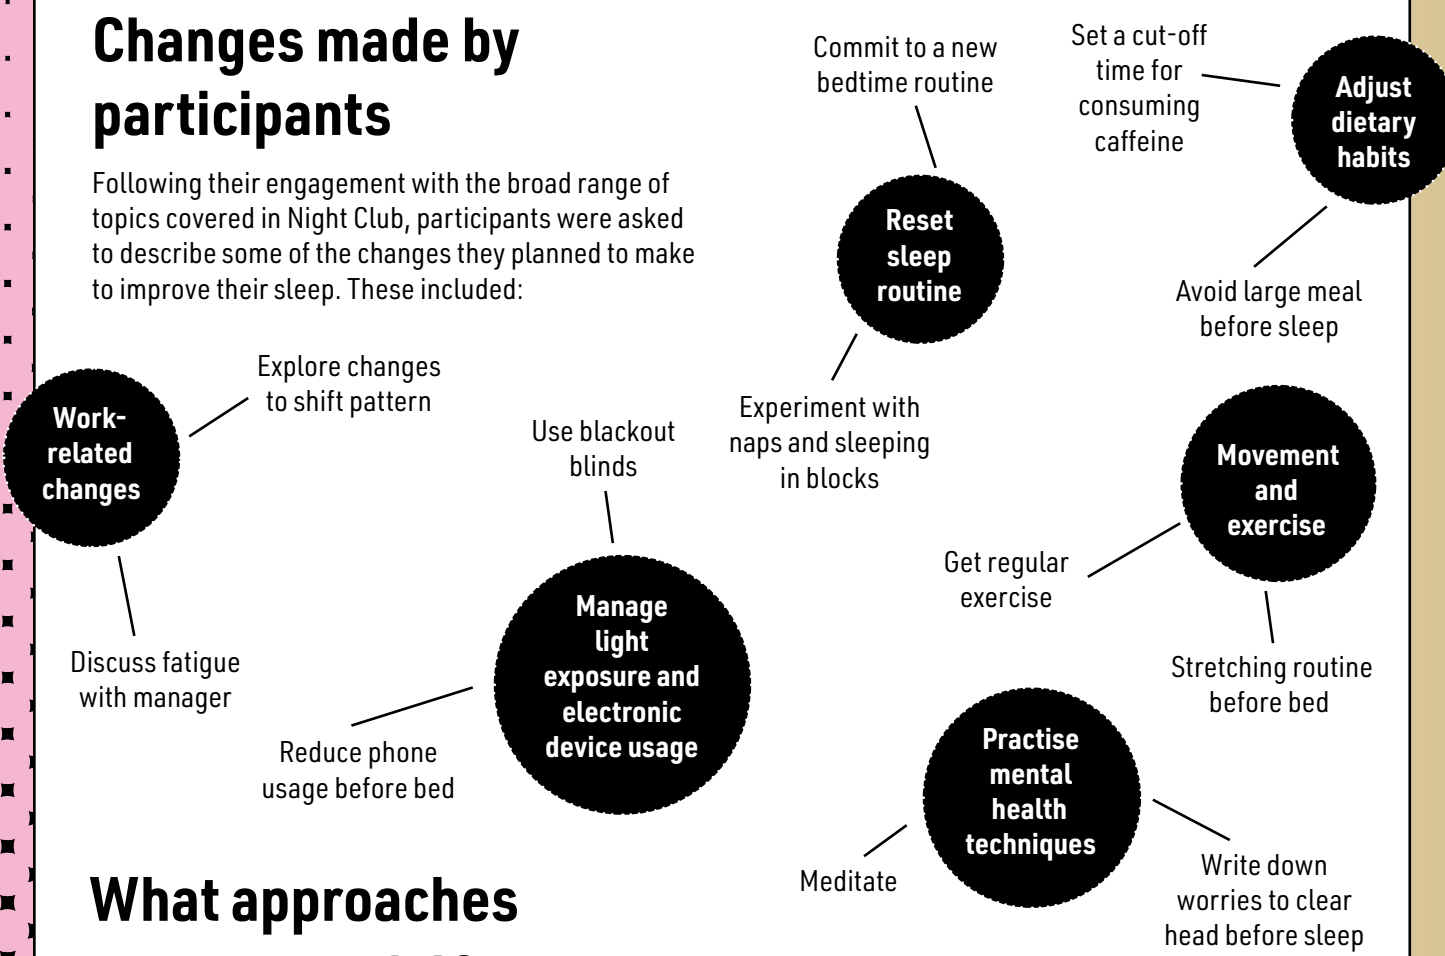 Changes made by
participants
Following their engagement with the broad range of
topics covered in Night Club, participants were asked
to describe some of the changes they planned to make
to improve their sleep. These included:
Work-
related
changes
Explore changes
to shift pattern
Discuss fatigue
with manager
Use blackout
blinds
Manage
light
exposure and
electronic
device usage
Reduce phone
usage before bed
Commit to a new
bedtime routine
Reset
sleep
routine
Experiment with
naps and sleeping
in blocks
Set a cut-off
time for
consuming
caffeine
Adjust
dietary
habits
Avoid large meal
before sleep
Movement
and
exercise
Get regular
exercise
Stretching routine
before bed
Practise
mental
health
techniques
Meditate
Write down
worries to clear
head before sleep
What approaches